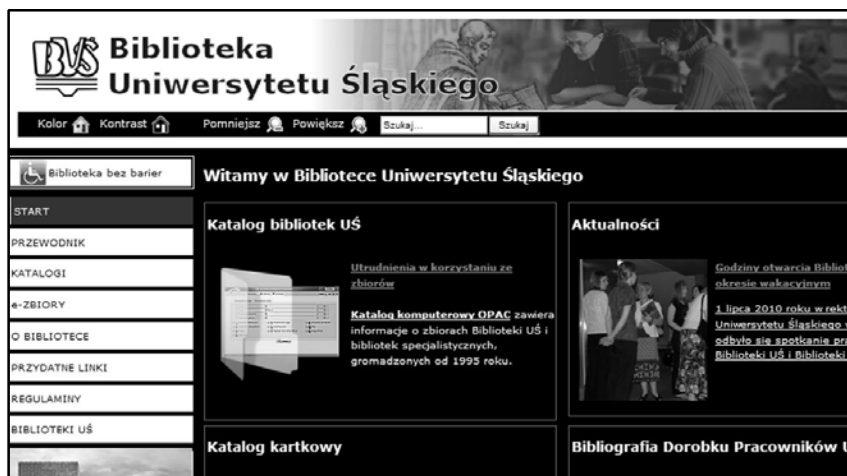 BUŚ
Biblioteka
Uniwersytetu Śląskiego
Kolor Kontrast Pomniejsz Powiększ Szukaj... Szukaj
Biblioteka bez barier
START
PRZEWODNIK
KATALOGI
e-ZBIORY
O BIBLIOTECE
PRZYDATNE LINKI
REGULAMINY
BIBLIOTEKI UŚ
Witamy w Bibliotece Uniwersytetu Śląskiego
Katalog bibliotek UŚ
Utrudnienia w korzystaniu ze
zbiorów
Katalog komputerowy OPAC zawiera
informacje o zbiorach Biblioteki UŚ i
bibliotek specjalistycznych,
gromadzonych od 1995 roku.
Aktualności
Godziny otwarcia Bibliot
okresie wakacyjnym
1 lipca 2010 roku w rekt
Uniwersytetu Śląskiego
odbyło się spotkanie pra
Biblioteki UŚ i Biblioteki
Katalog kartkowy
Bibliografia Dorobku Pracowników U